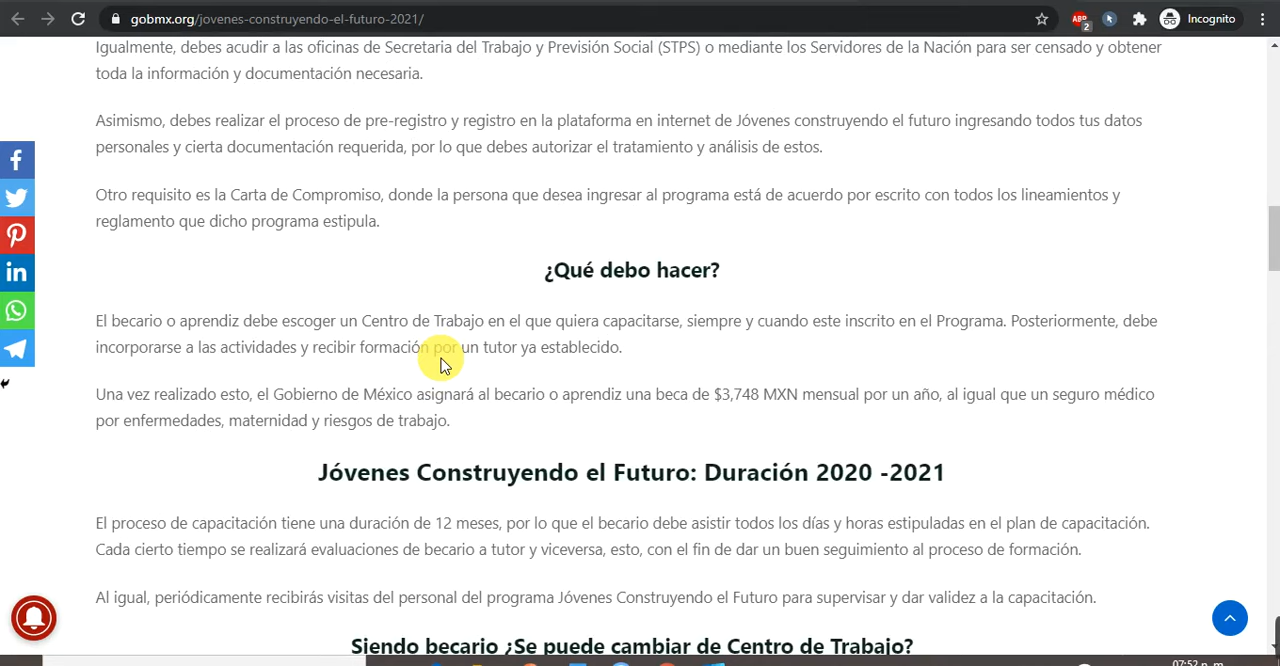 gobmx.org/jovenes-construyendo-el-futuro-2021/
ABP
2
Incognito
Igualmente, debes acudir a las oficinas de Secretaria del Trabajo y Previsión Social (STPS) o mediante los Servidores de la Nación para ser censado y obtener
toda la información y documentación necesaria.
Asimismo, debes realizar el proceso de pre-registro y registro en la plataforma en internet de Jóvenes construyendo el futuro ingresando todos tus datos
personales y cierta documentación requerida, por lo que debes autorizar el tratamiento y análisis de estos.
Otro requisito es la Carta de Compromiso, donde la persona que desea ingresar al programa está de acuerdo por escrito con todos los lineamientos y
reglamento que dicho programa estipula.
¿Qué debo hacer?
El becario o aprendiz debe escoger un Centro de Trabajo en el que quiera capacitarse, siempre y cuando este inscrito en el Programa. Posteriormente, debe
incorporarse a las actividades y recibir formación por un tutor ya establecido.
Una vez realizado esto, el Gobierno de México asignará al becario o aprendiz una beca de $3,748 MXN mensual por un año, al igual que un seguro médico
por enfermedades, maternidad y riesgos de trabajo.
Jóvenes Construyendo el Futuro: Duración 2020 -2021
El proceso de capacitación tiene una duración de 12 meses, por lo que el becario debe asistir todos los días y horas estipuladas en el plan de capacitación.
Cada cierto tiempo se realizará evaluaciones de becario a tutor y viceversa, esto, con el fin de dar un buen seguimiento al proceso de formación.
Al igual, periódicamente recibirás visitas del personal del programa Jóvenes Construyendo el Futuro para supervisar y dar validez a la capacitación.
Siendo becario ¿Se puede cambiar de Centro de Trabajo?
07:52 p. m.